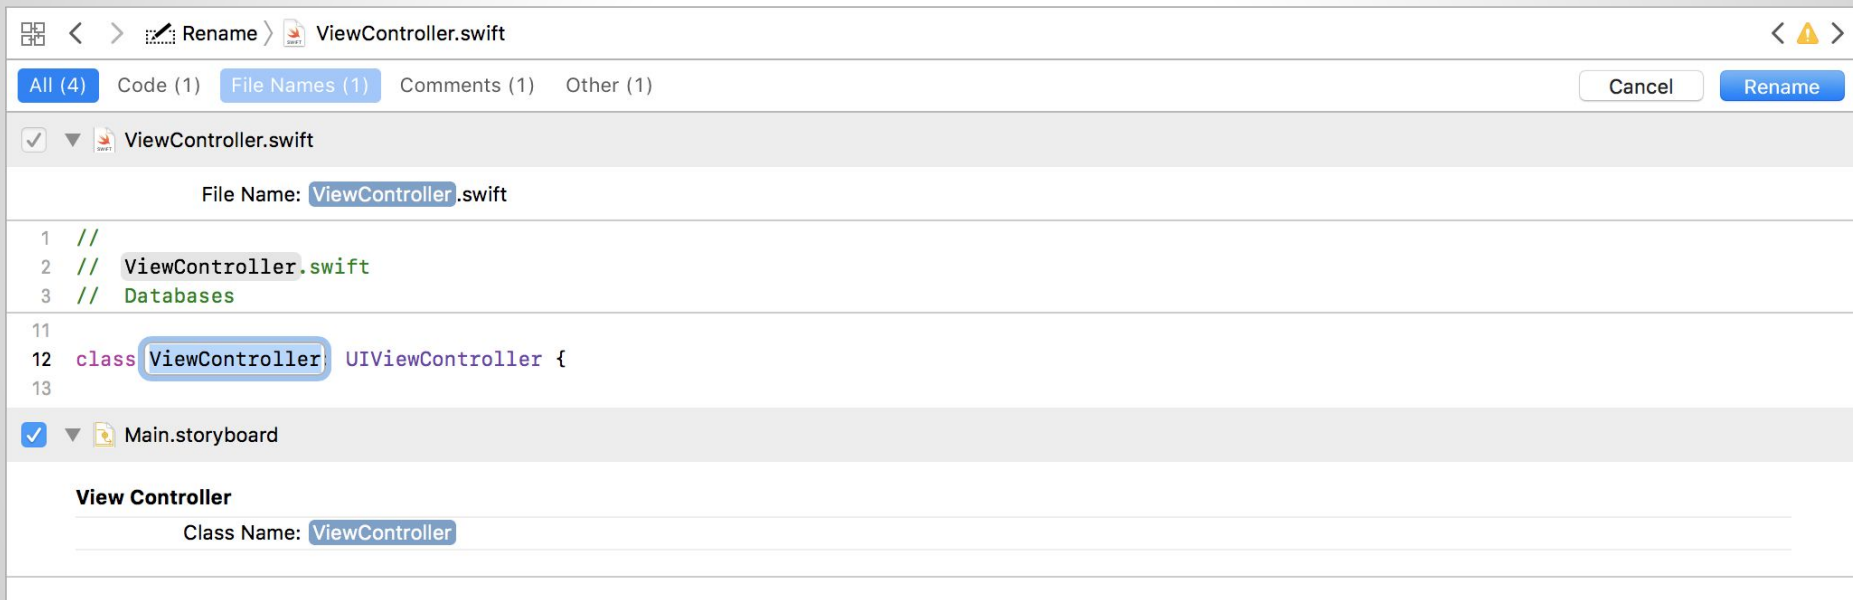 Rename ViewController.swift
All (4) Code (1) File Names (1) Comments (1) Other (1) Cancel Rename
ViewController.swift
File Name: ViewController.swift
1 //
2 // ViewController.swift
3 // Databases
11
12 class ViewController: UIViewController {
13
Main.storyboard
View Controller
Class Name: ViewController